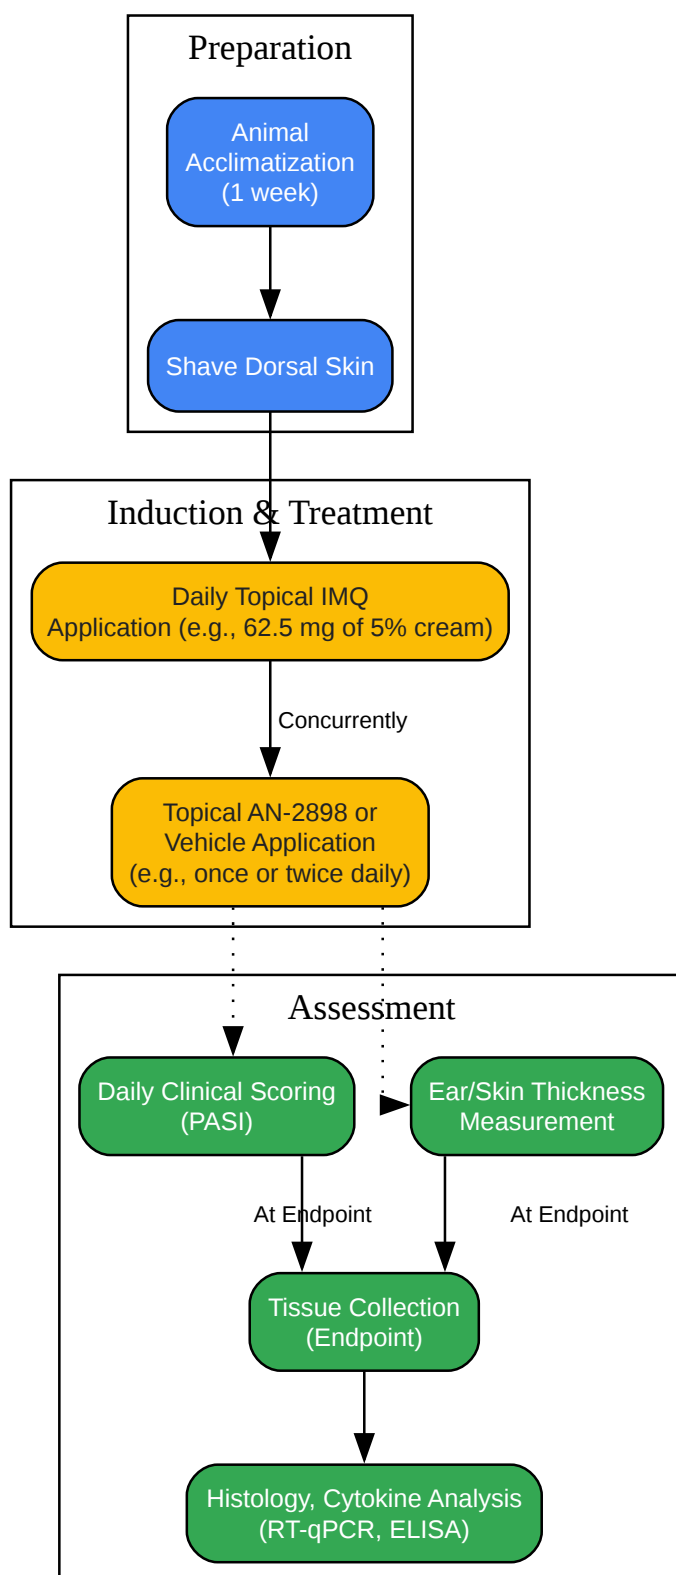 Preparation
Animal
Acclimatization
(1 week)
Shave Dorsal Skin
Induction & Treatment
Daily Topical IMQ
Application (e.g., 62.5 mg of 5% cream)
Concurrently
Topical AN-2898 or
Vehicle Application
(e.g., once or twice daily)
Assessment
Daily Clinical Scoring
(PASI)
Ear/Skin Thickness
Measurement
At Endpoint
At Endpoint
Tissue Collection
(Endpoint)
Histology, Cytokine Analysis
(RT-qPCR, ELISA)